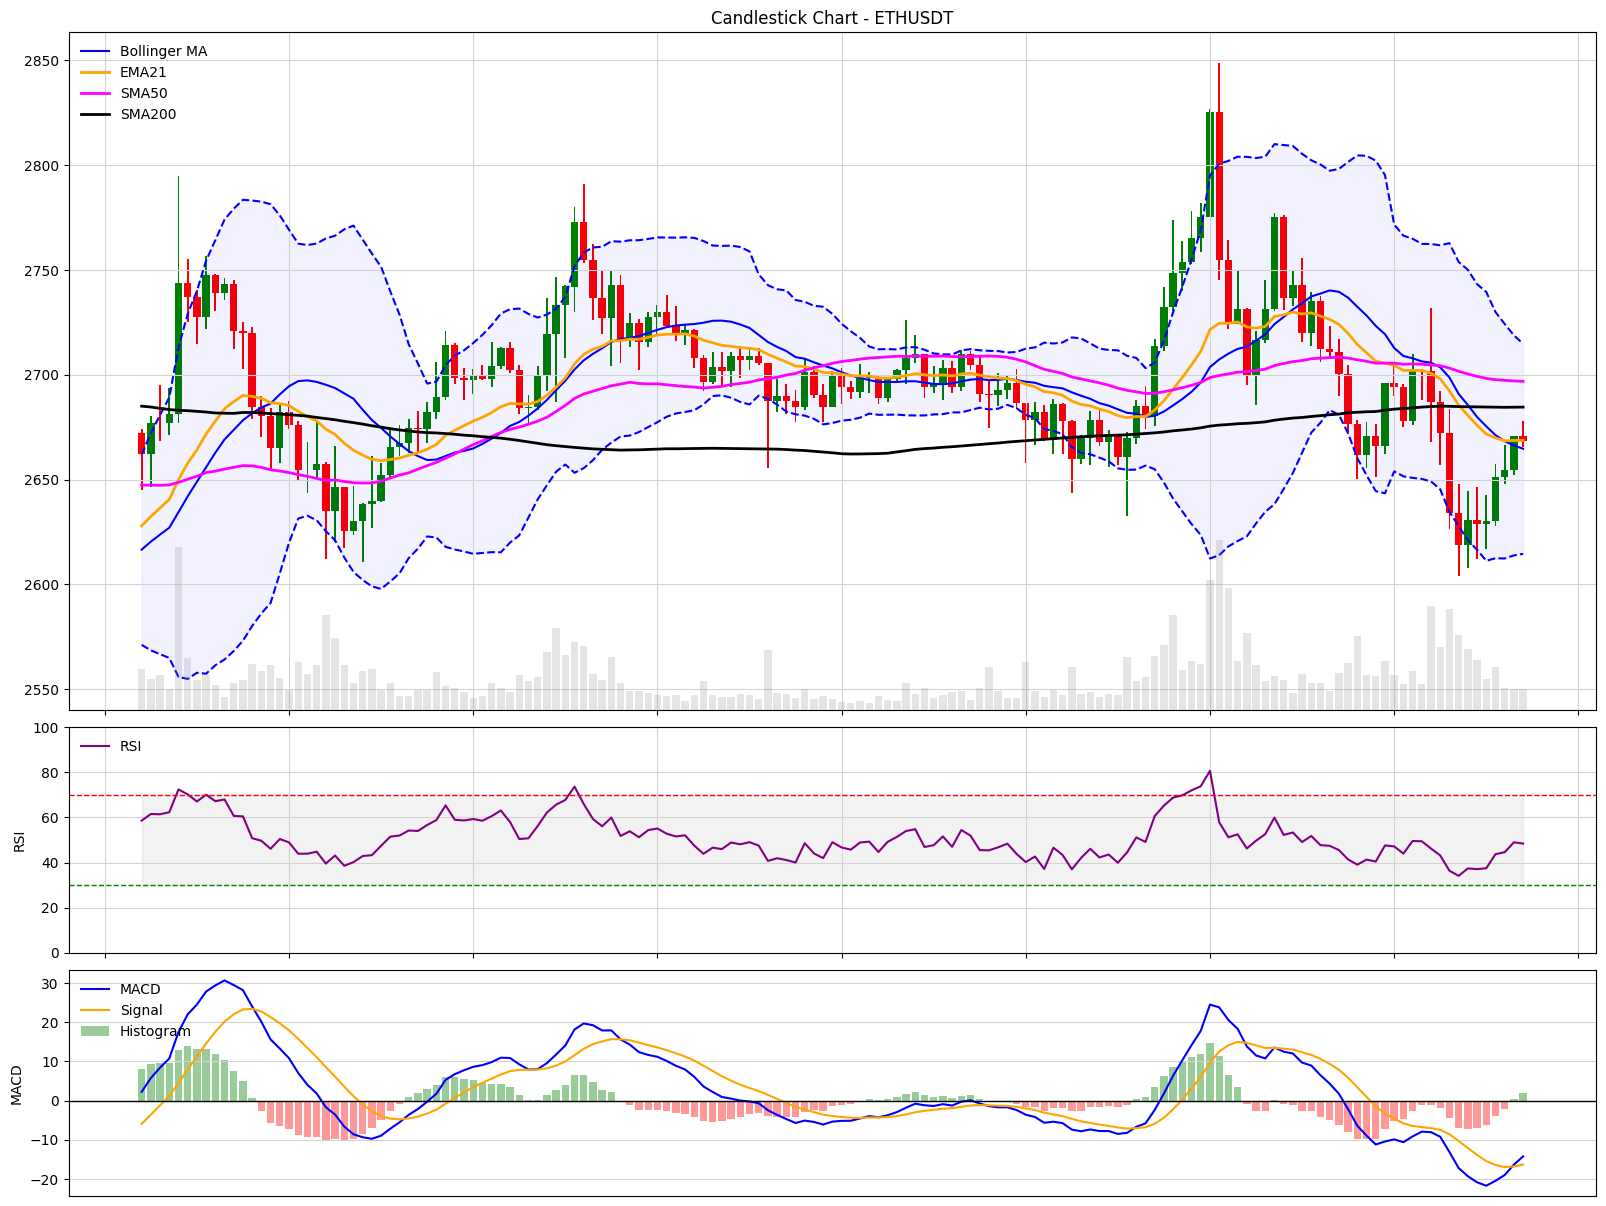 Candlestick Chart - ETHUSDT
Bollinger MA
EMA21
SMA50
SMA200
2850
2800
2750
2700
2650
2600
2550
RSI
100
80
60
40
20
0
RSI
MACD
Signal
Histogram
30
20
10
0
−10
−20
MACD